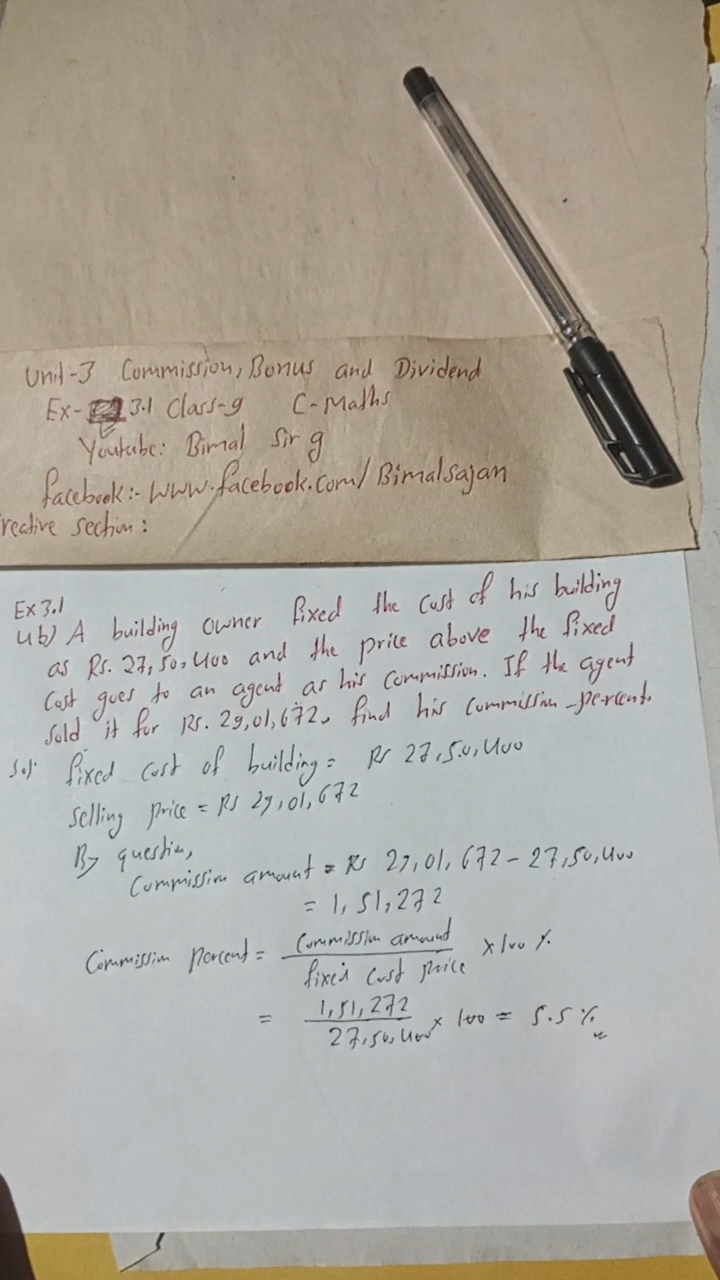 Unit-3 Commission, Bonus and Dividend
Ex- 3.1 Class-9 C-Maths
Youtube: Bimal Sir g
facebook:- www.facebook.com/Bimalsajan
reative section:
Ex 3.1
4b) A building owner fixed the cost of his building
as Rs. 27,50,400 and the price above the fixed
cost goes to an agent as his commission. If the agent
sold it for Rs. 29,01,672, find his commission-percent.
Sol: fixed cost of building = Rs 27,50,400
Selling price = Rs 29,01,672
By question,
Commission amount = Rs 29,01,672 - 27,50,400
= 1,51,272
Commission percent = Commission amount / fixed cost price × 100 %
= 1,51,272 / 27,50,400 × 100 = 5.5 %